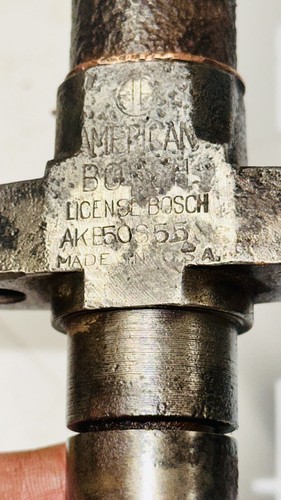 AMERICAN
BOSCH
LICENSE BOSCH
AKB50S55
MADE IN U.S.A.